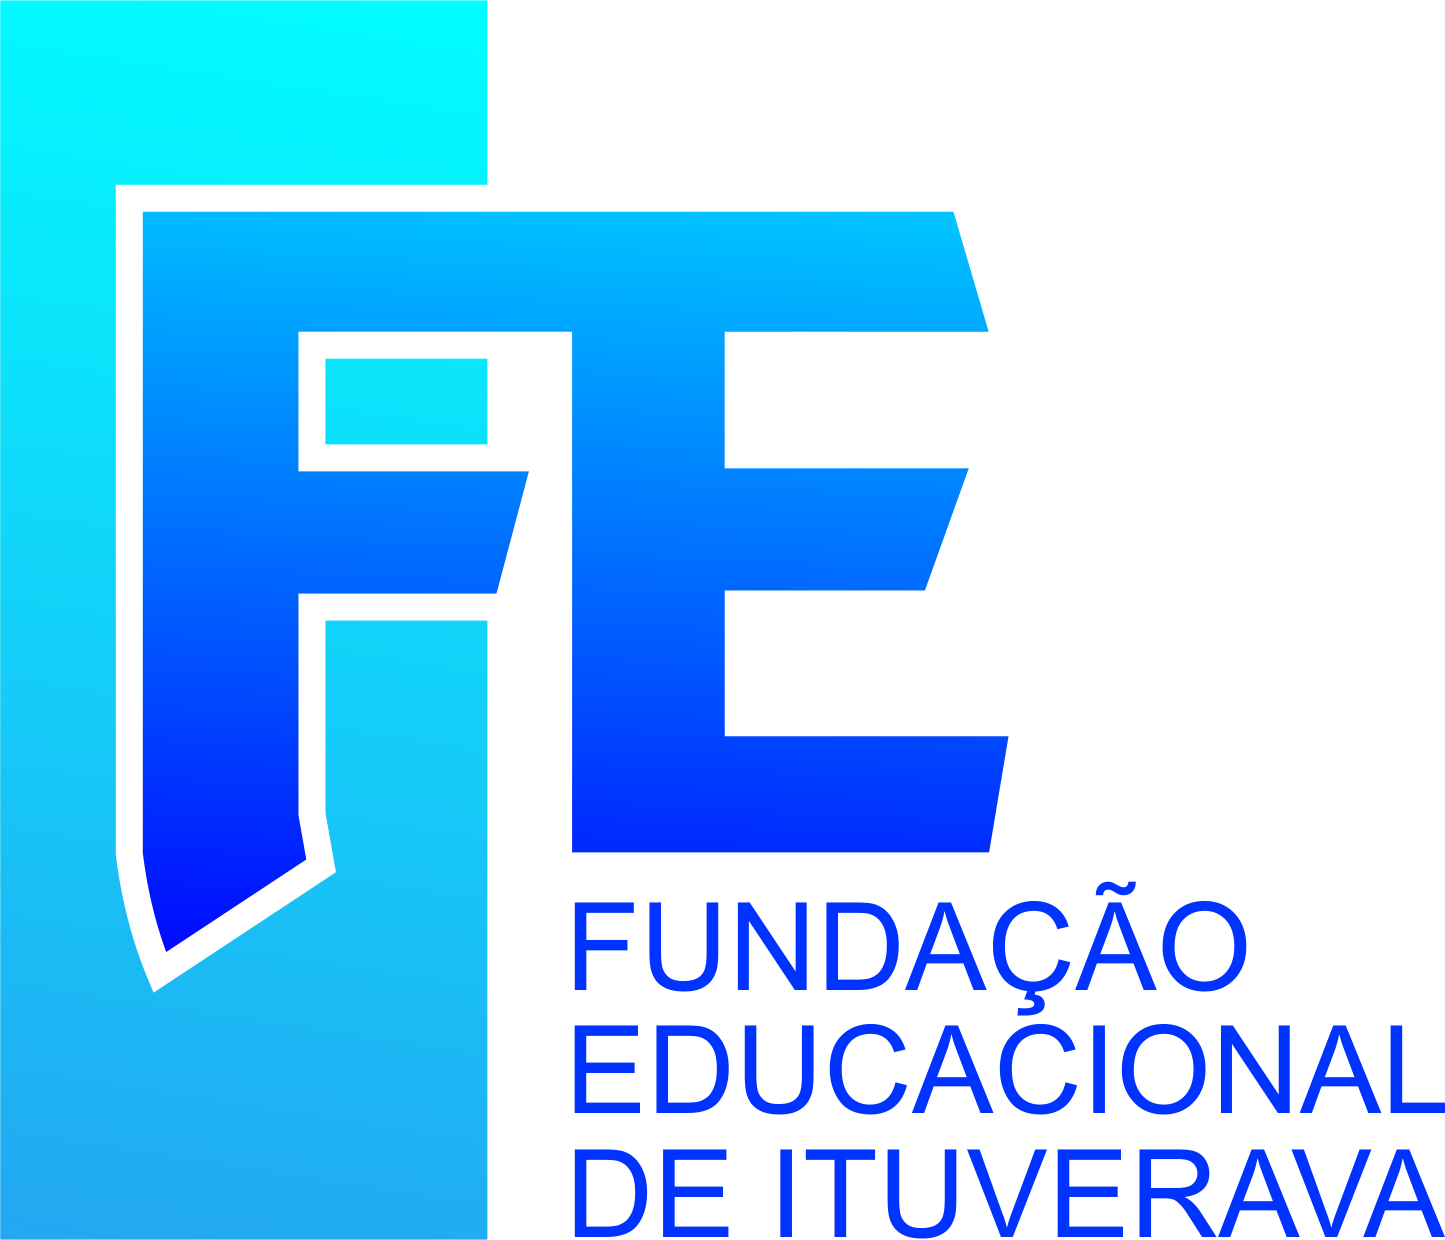 FE
FUNDAÇÃO
EDUCACIONAL
DE ITUVERAVA